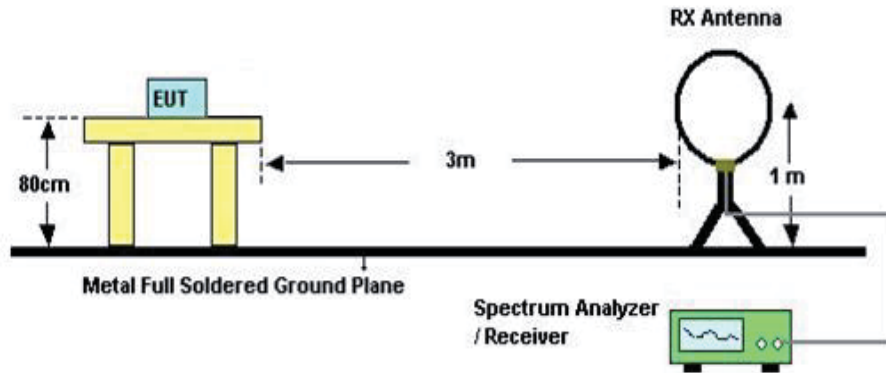 RX Antenna
EUT
80cm
3m
1 m
Metal Full Soldered Ground Plane
Spectrum Analyzer
/ Receiver